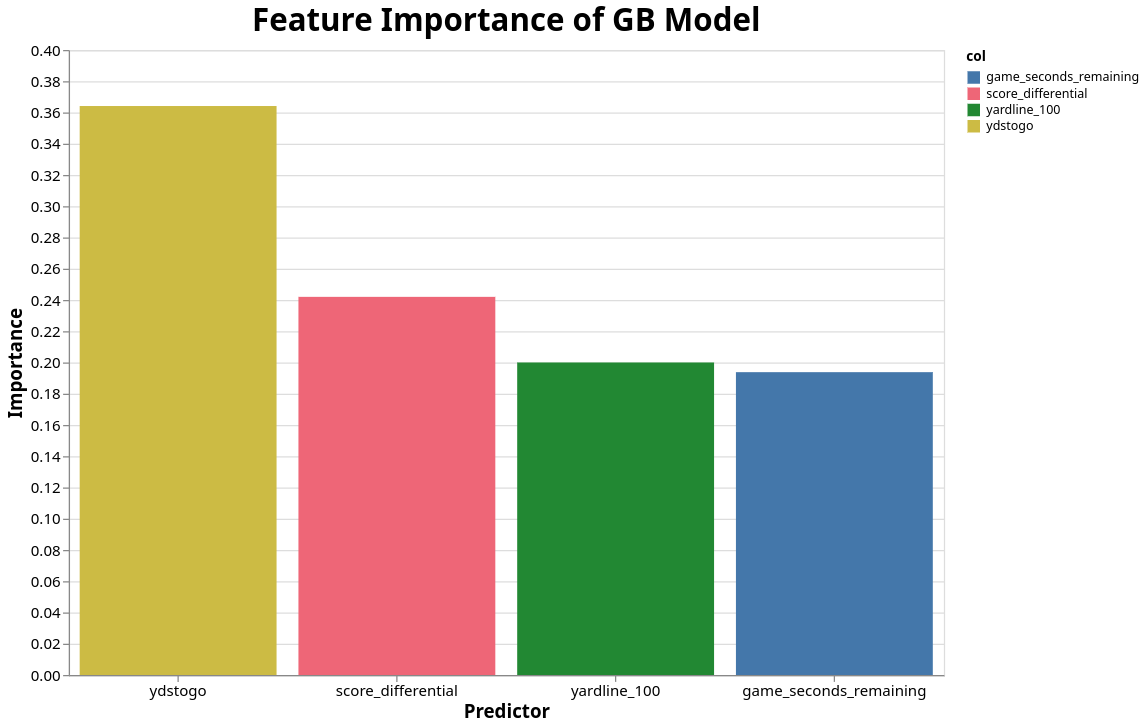 Feature Importance of GB Model
0.40
0.38
0.36
0.34
0.32
0.30
0.28
0.26
0.24
0.22
0.20
0.18
0.16
0.14
0.12
0.10
0.08
0.06
0.04
0.02
0.00
Importance
ydstogo
score_differential
yardline_100
game_seconds_remaining
Predictor
col
game_seconds_remaining
score_differential
yardline_100
ydstogo